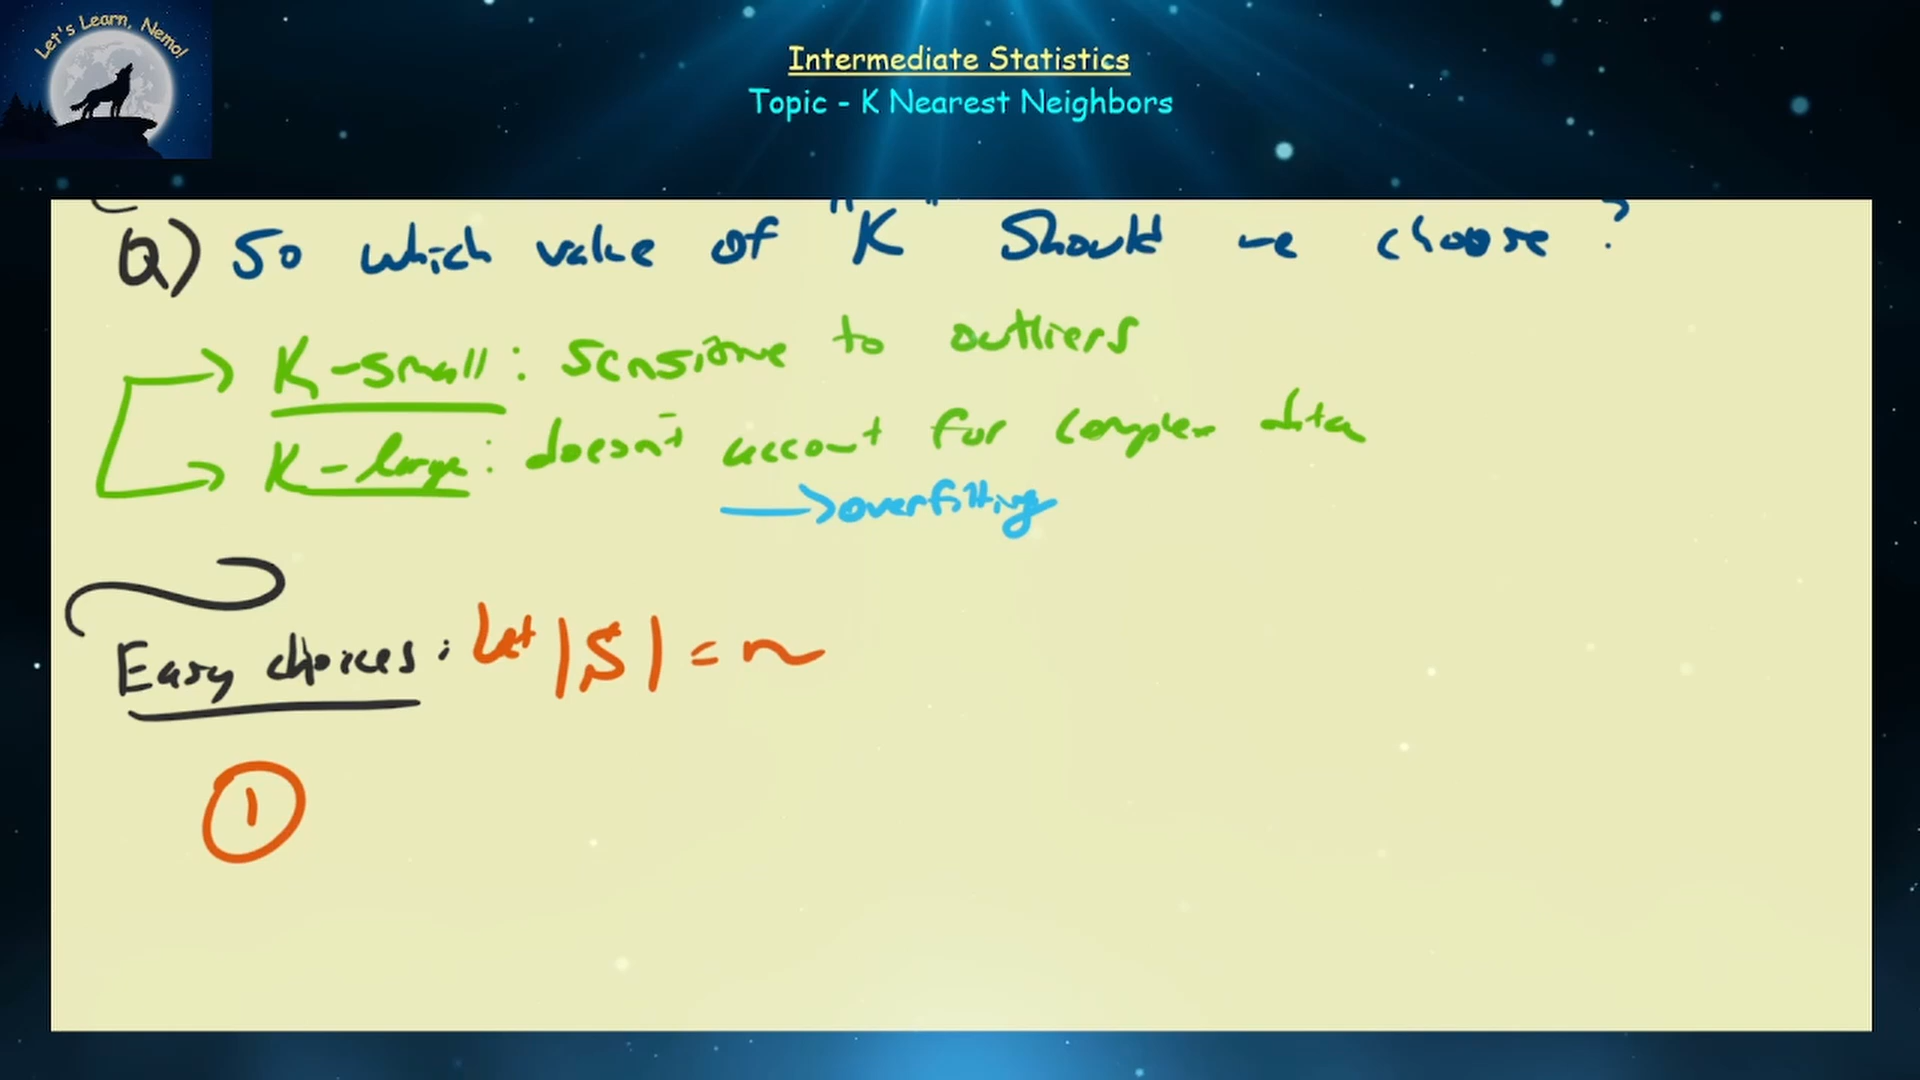 Let's Learn, Nemo!
Intermediate Statistics
Topic - K Nearest Neighbors
Q) So which value of "K" should we choose?
K-small: sensitive to outliers
K-large: doesn't account for complex data
→overfitting
Easy choices: Let |S| = n
1